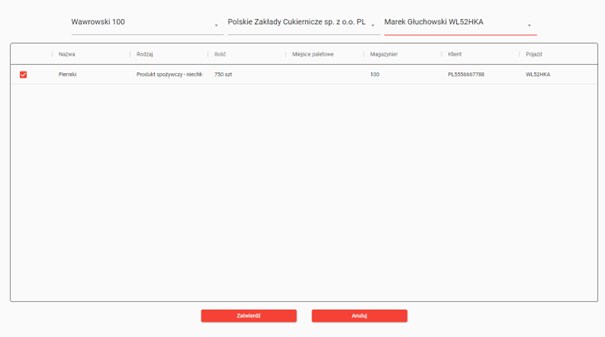 Wawrowski 100 Polskie Zakłady Cukiernicze sp. z o.o. PL Marek Głuchowski WL52HKA
Nazwa Rodzaj Ilość Miejsce paletowe Magazynier Klient Pojazd
Pierniki Produkt spożywczy - niechk 750 szt 100 PL5556667788 WL52HKA
Zatwierdź Anuluj